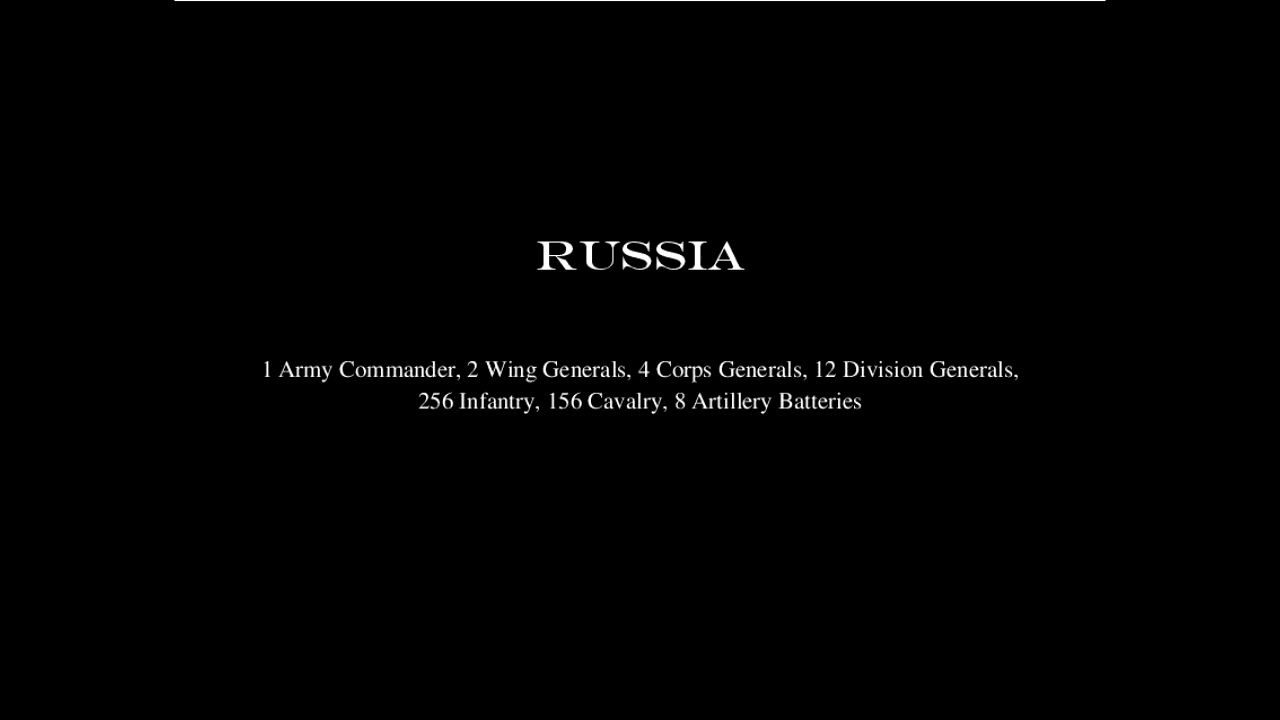 RUSSIA
1 Army Commander, 2 Wing Generals, 4 Corps Generals, 12 Division Generals,
256 Infantry, 156 Cavalry, 8 Artillery Batteries